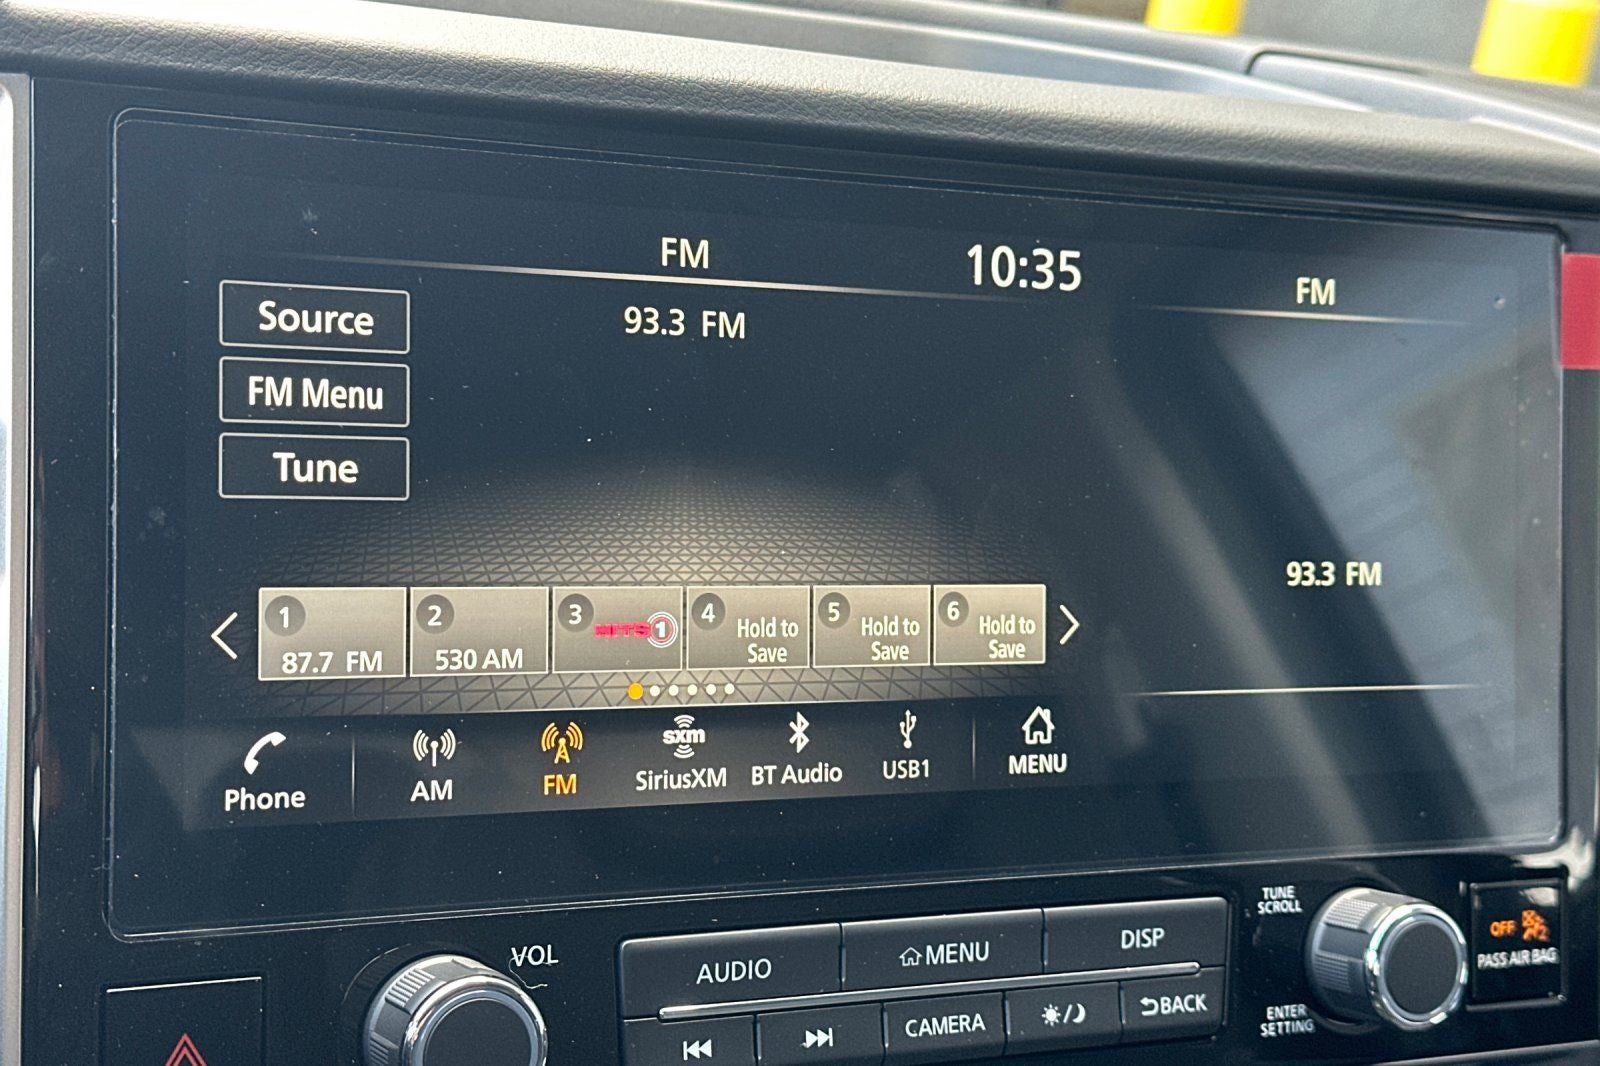 FM
10:35
FM
Source
93.3 FM
FM Menu
Tune
93.3 FM
1
87.7 FM
2
530 AM
3
HITS 1
4
Hold to
Save
5
Hold to
Save
6
Hold to
Save
Phone
AM
FM
sxm
SiriusXM
BT Audio
USB1
MENU
VOL
AUDIO
MENU
DISP
CAMERA
BACK
TUNE
SCROLL
ENTER
SETTING
OFF
2
PASS AIR BAG